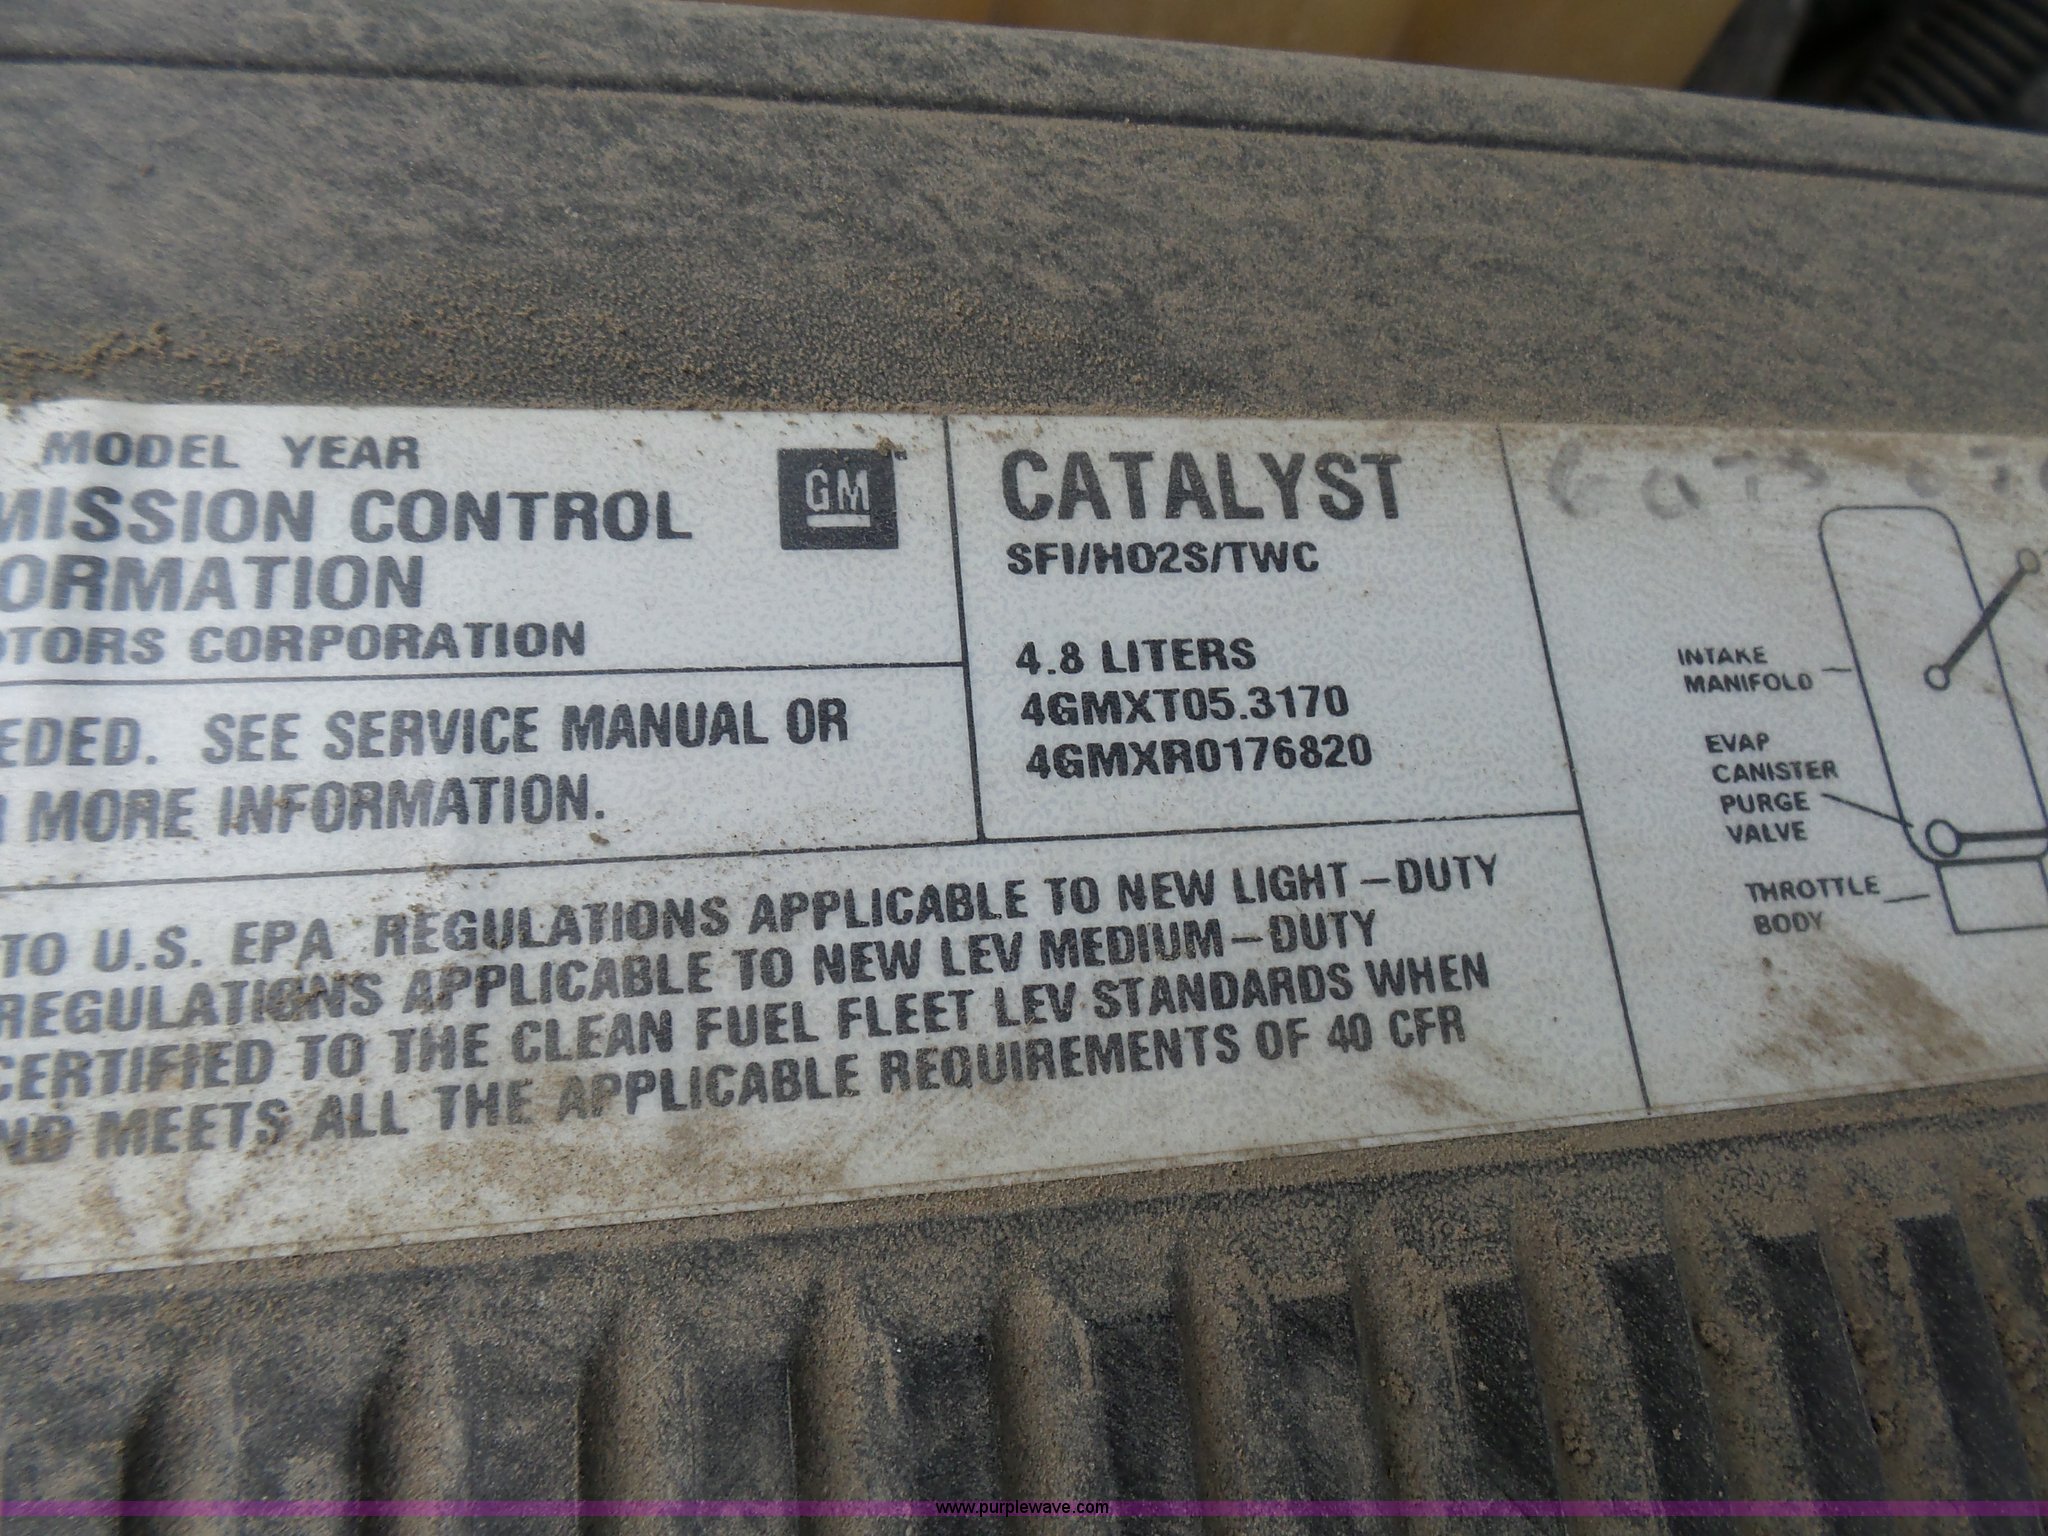 MODEL YEAR
MISSION CONTROL
ORMATION
OTORS CORPORATION
GM
EDED. SEE SERVICE MANUAL OR
MORE INFORMATION.
CATALYST
SFI/HO2S/TWC
4.8 LITERS
4GMXT05.3170
4GMXR0176820
TO U.S. EPA REGULATIONS APPLICABLE TO NEW LIGHT-DUTY
REGULATIONS APPLICABLE TO NEW LEV MEDIUM-DUTY
CERTIFIED TO THE CLEAN FUEL FLEET LEV STANDARDS WHEN
ND MEETS ALL THE APPLICABLE REQUIREMENTS OF 40 CFR
INTAKE
MANIFOLD
EVAP
CANISTER
PURGE
VALVE
THROTTLE
BODY
www.purplewave.com